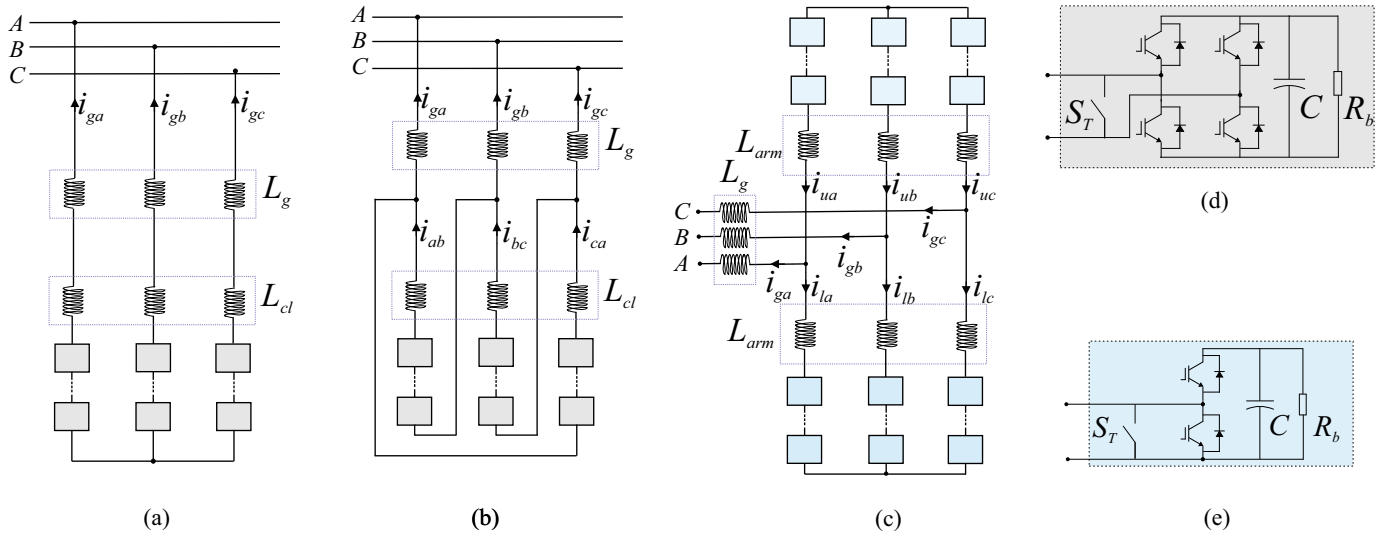 A
B
C
i_ga
i_gb
i_gc
L_g
L_cl
(a)
A
B
C
i_ga
i_gb
i_gc
L_g
i_ab
i_bc
i_ca
L_cl
(b)
L_arm
L_g
i_ua
i_ub
i_uc
C
B
A
i_gc
i_gb
i_ga
i_la
i_lb
i_lc
L_arm
(c)
S_T
C
R_b
(d)
S_T
C
R_b
(e)